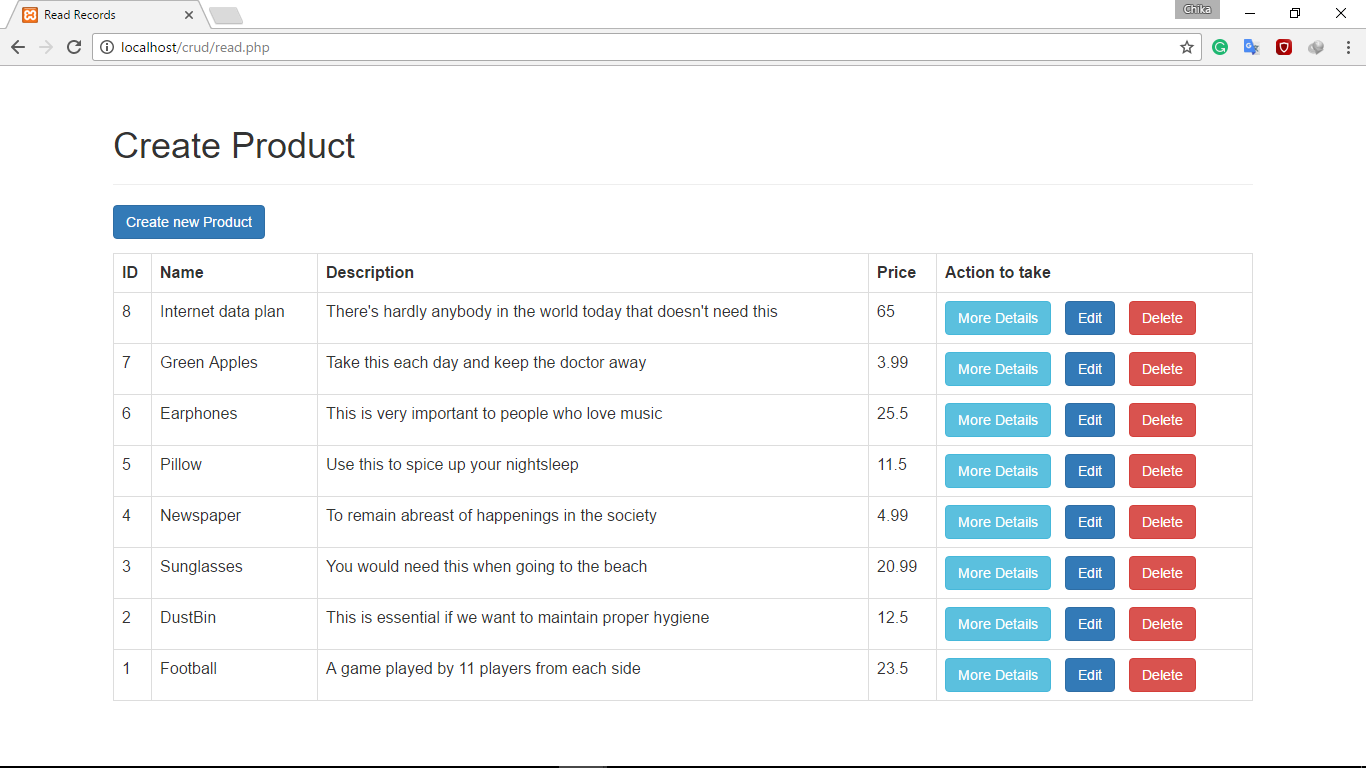 Read Records
Chika
localhost/crud/read.php
Create Product
Create new Product
ID Name Description Price Action to take
8 Internet data plan There's hardly anybody in the world today that doesn't need this 65 More Details Edit Delete
7 Green Apples Take this each day and keep the doctor away 3.99 More Details Edit Delete
6 Earphones This is very important to people who love music 25.5 More Details Edit Delete
5 Pillow Use this to spice up your nightsleep 11.5 More Details Edit Delete
4 Newspaper To remain abreast of happenings in the society 4.99 More Details Edit Delete
3 Sunglasses You would need this when going to the beach 20.99 More Details Edit Delete
2 DustBin This is essential if we want to maintain proper hygiene 12.5 More Details Edit Delete
1 Football A game played by 11 players from each side 23.5 More Details Edit Delete